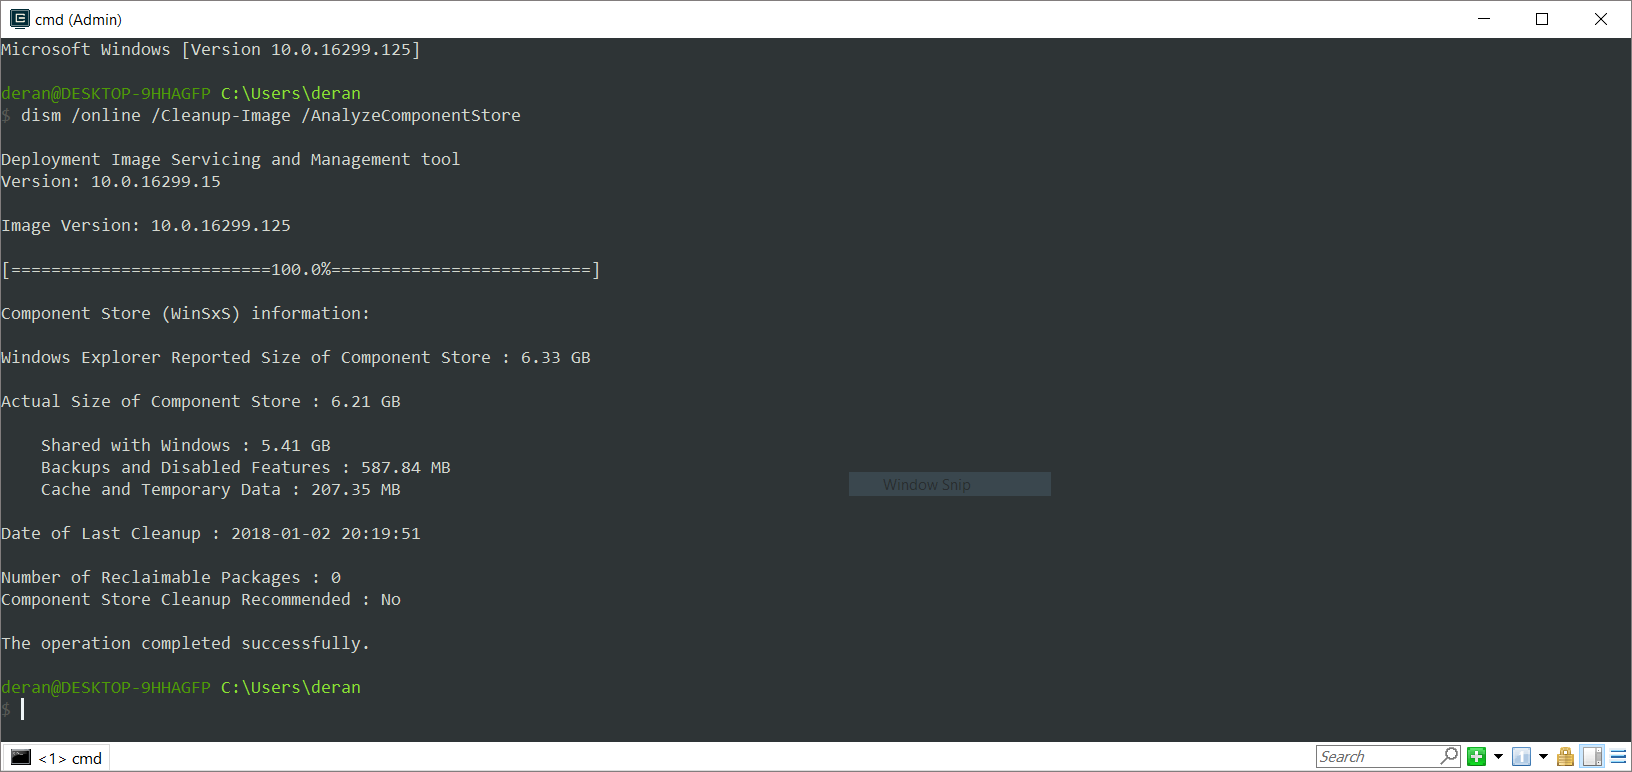 cmd (Admin)
Microsoft Windows [Version 10.0.16299.125]
deran@DESKTOP-9HHAGFP C:\Users\deran
$ dism /online /Cleanup-Image /AnalyzeComponentStore
Deployment Image Servicing and Management tool
Version: 10.0.16299.15
Image Version: 10.0.16299.125
[==========================100.0%==========================]
Component Store (WinSxS) information:
Windows Explorer Reported Size of Component Store : 6.33 GB
Actual Size of Component Store : 6.21 GB
Shared with Windows : 5.41 GB
Backups and Disabled Features : 587.84 MB
Cache and Temporary Data : 207.35 MB
Window Snip
Date of Last Cleanup : 2018-01-02 20:19:51
Number of Reclaimable Packages : 0
Component Store Cleanup Recommended : No
The operation completed successfully.
deran@DESKTOP-9HHAGFP C:\Users\deran
$
<1> cmd
Search